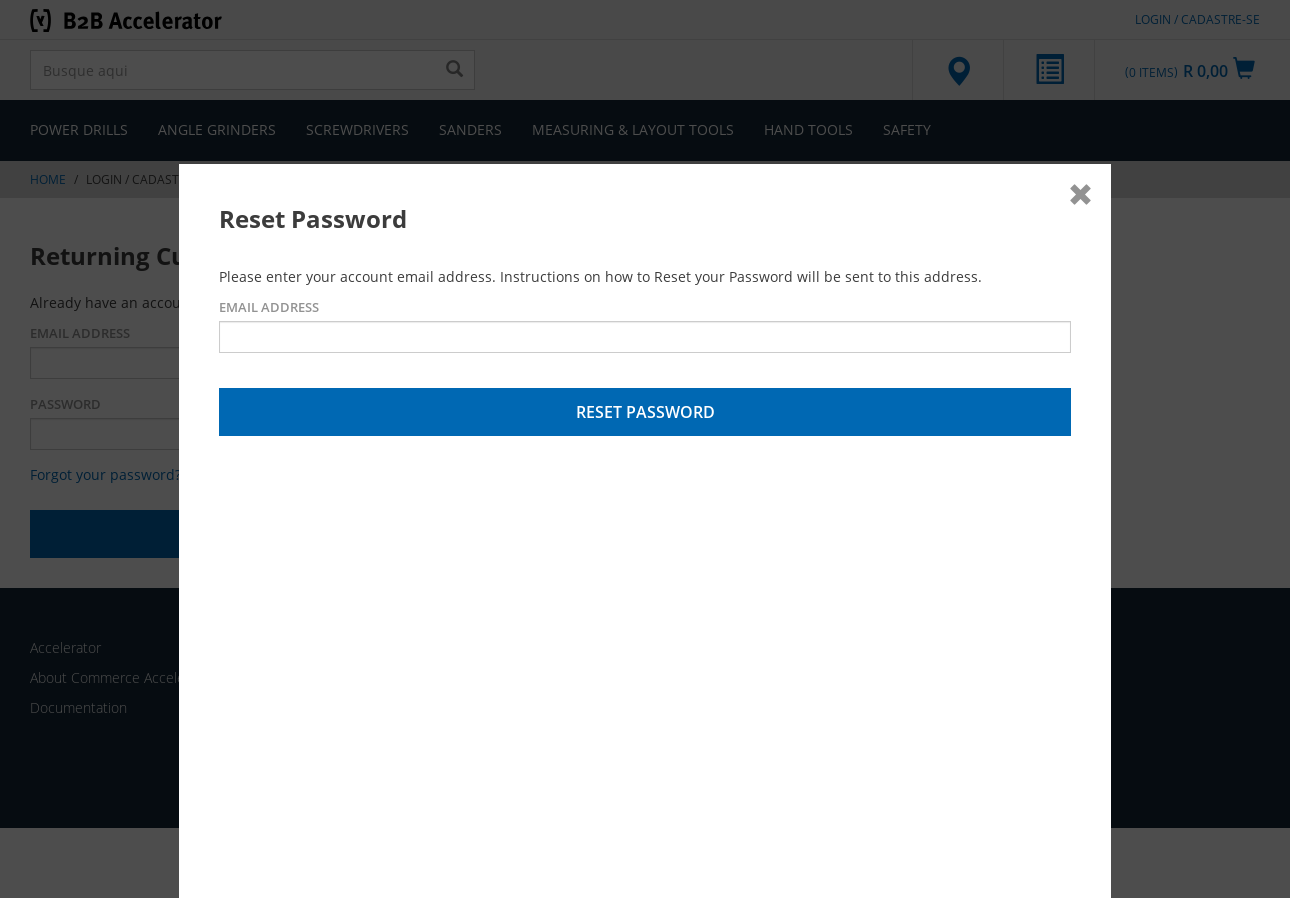 B2B Accelerator
LOGIN / CADASTRE-SE
Busque aqui
(0 ITEMS) R 0,00
POWER DRILLS ANGLE GRINDERS SCREWDRIVERS SANDERS MEASURING & LAYOUT TOOLS HAND TOOLS SAFETY
HOME / LOGIN / CADAST
Reset Password
Please enter your account email address. Instructions on how to Reset your Password will be sent to this address.
EMAIL ADDRESS
RESET PASSWORD
Returning Cu
Already have an accou
EMAIL ADDRESS
PASSWORD
Forgot your password?
Accelerator
About Commerce Accele
Documentation